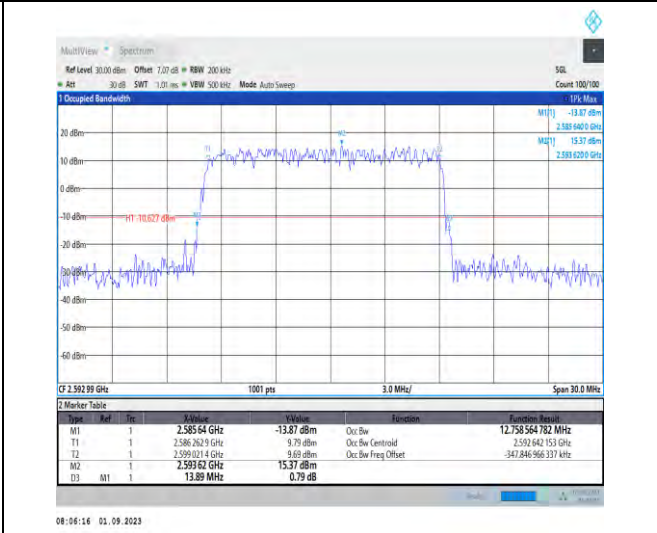 MultiView Spectrum
Ref Level 30.00 dBm Offset 7.07 dB RBW 200 kHz SGL
Att 30 dB SWT 1.01 ms VBW 500 kHz Mode Auto Sweep Count 100/100
1 Occupied Bandwidth 1Pk Max
M1[1] -13.87 dBm
2.585 640 0 GHz
M2[1] 15.37 dBm
2.593 620 0 GHz
20 dBm
T1 M2
10 dBm
0 dBm
-10 dBm H1 -10.627 dBm
-20 dBm
-30 dBm
-40 dBm
-50 dBm
-60 dBm
CF 2.592 99 GHz 1001 pts 3.0 MHz/ Span 30.0 MHz
2 Marker Table
Type Ref Trc X-Value Y-Value Function Function Result
M1 1 2.585 64 GHz -13.87 dBm Occ Bw 12.758 564 782 MHz
T1 1 2.586 262 9 GHz 9.79 dBm Occ Bw Centroid 2.592 642 153 GHz
T2 1 2.599 021 4 GHz 9.69 dBm Occ Bw Freq Offset -347.846 966 337 kHz
M2 1 2.593 62 GHz 15.37 dBm
D3 M1 1 13.89 MHz 0.79 dB
08:06:16 01.09.2023